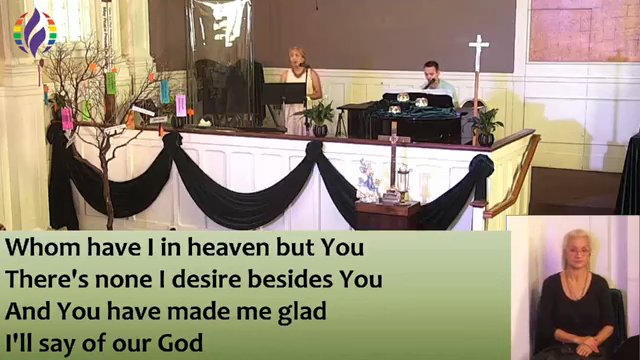 Whom have I in heaven but You
There's none I desire besides You
And You have made me glad
I'll say of our God